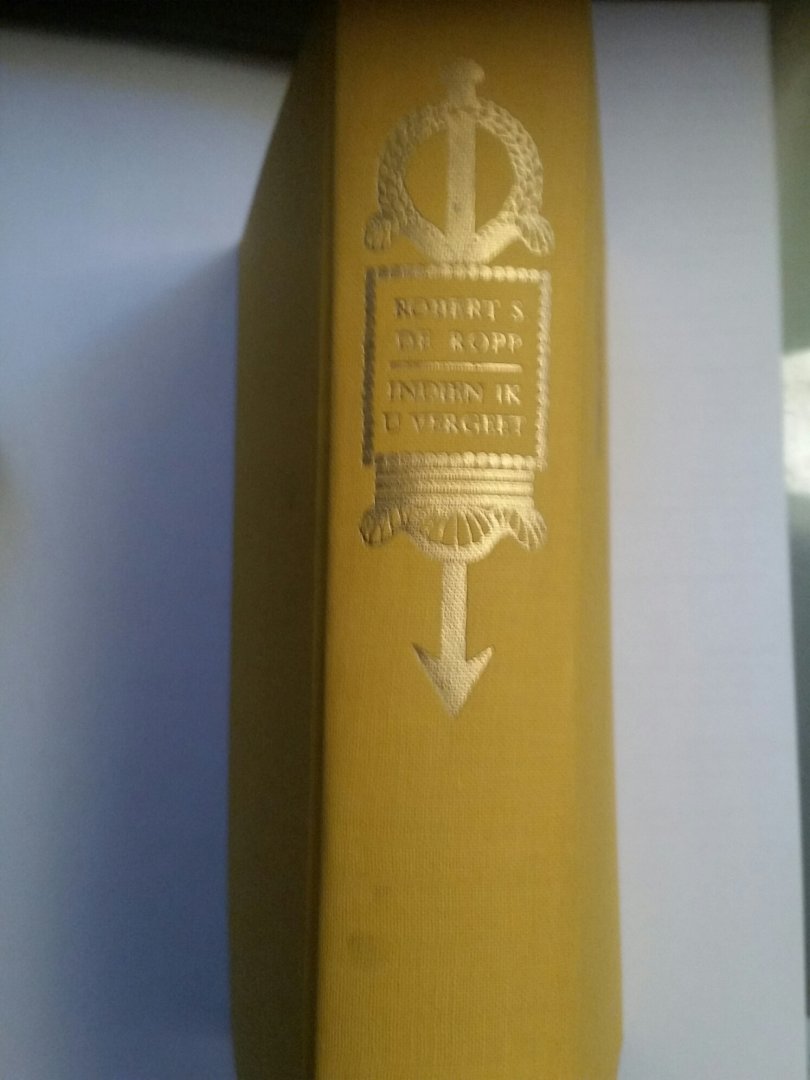 ROBERT S
DE ROPP
INDIEN IK
U VERGEET